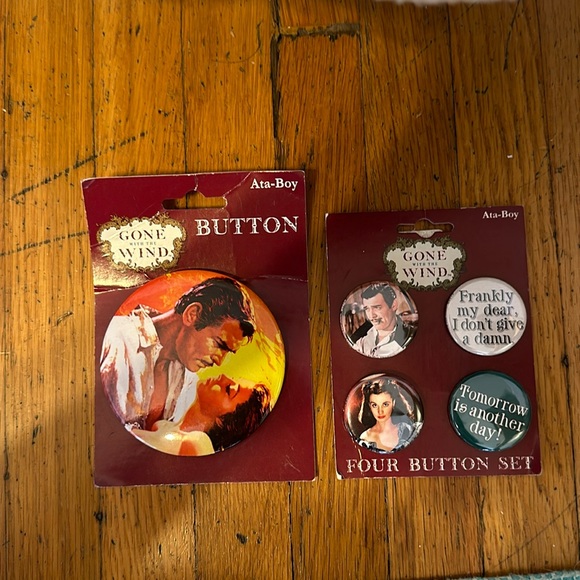 Ata-Boy
GONE
WITH THE
WIND
BUTTON
Ata-Boy
GONE
WITH THE
WIND
Frankly
my dear,
I don't give
a damn.
Tomorrow
is another
day!
FOUR BUTTON SET